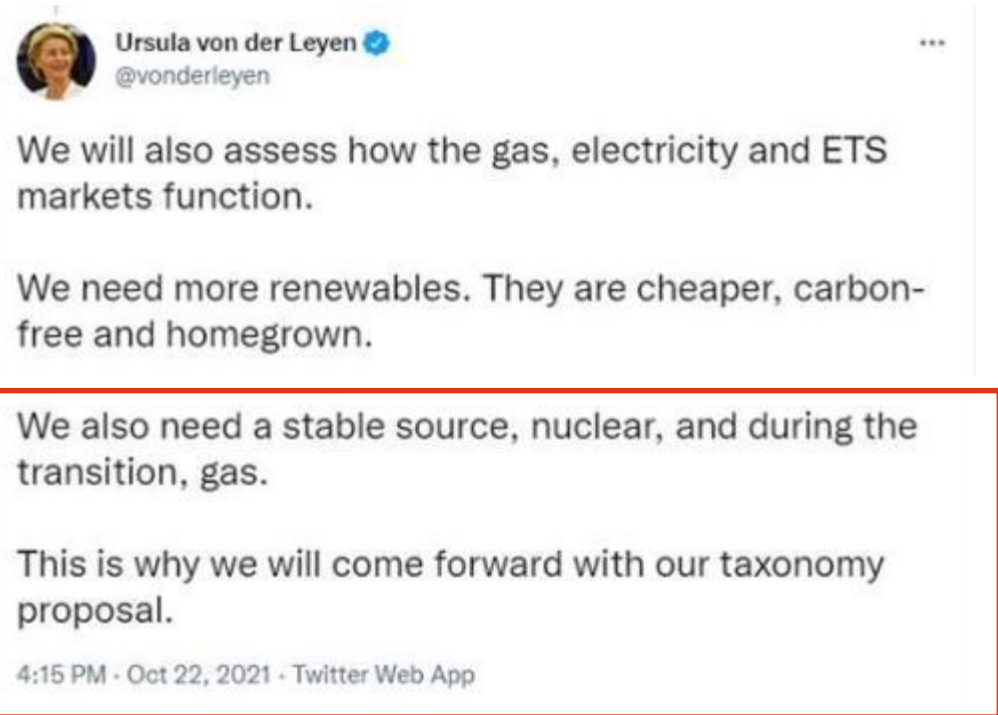 Ursula von der Leyen
@vonderleyen
We will also assess how the gas, electricity and ETS
markets function.
We need more renewables. They are cheaper, carbon-
free and homegrown.
We also need a stable source, nuclear, and during the
transition, gas.
This is why we will come forward with our taxonomy
proposal.
4:15 PM · Oct 22, 2021 · Twitter Web App